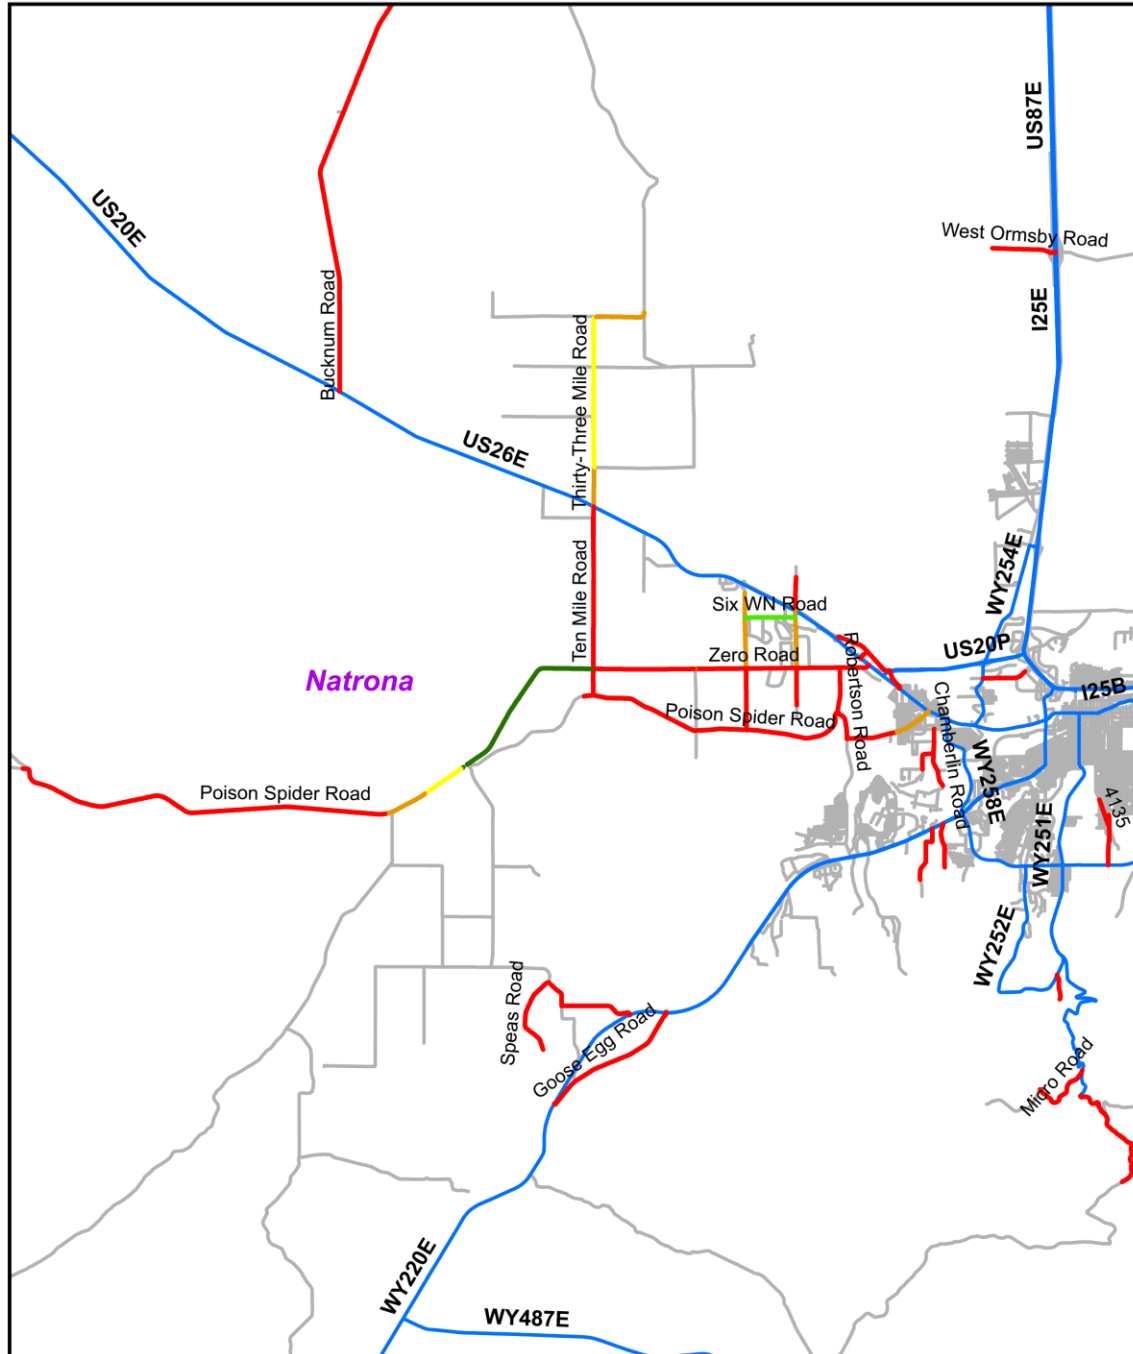 US87E
US20E
West Ormsby Road
Bucknum Road
I25E
Thirty-Three Mile Road
US26E
WY254E
Ten Mile Road
Six WN Road
Zero Road
Robertson Road
US20P
Natrona
I25B
Poison Spider Road
Chamberlin Road
Poison Spider Road
WY258E
4135
WY251E
WY252E
Speas Road
Goose Egg Road
Micro Road
WY220E
WY487E